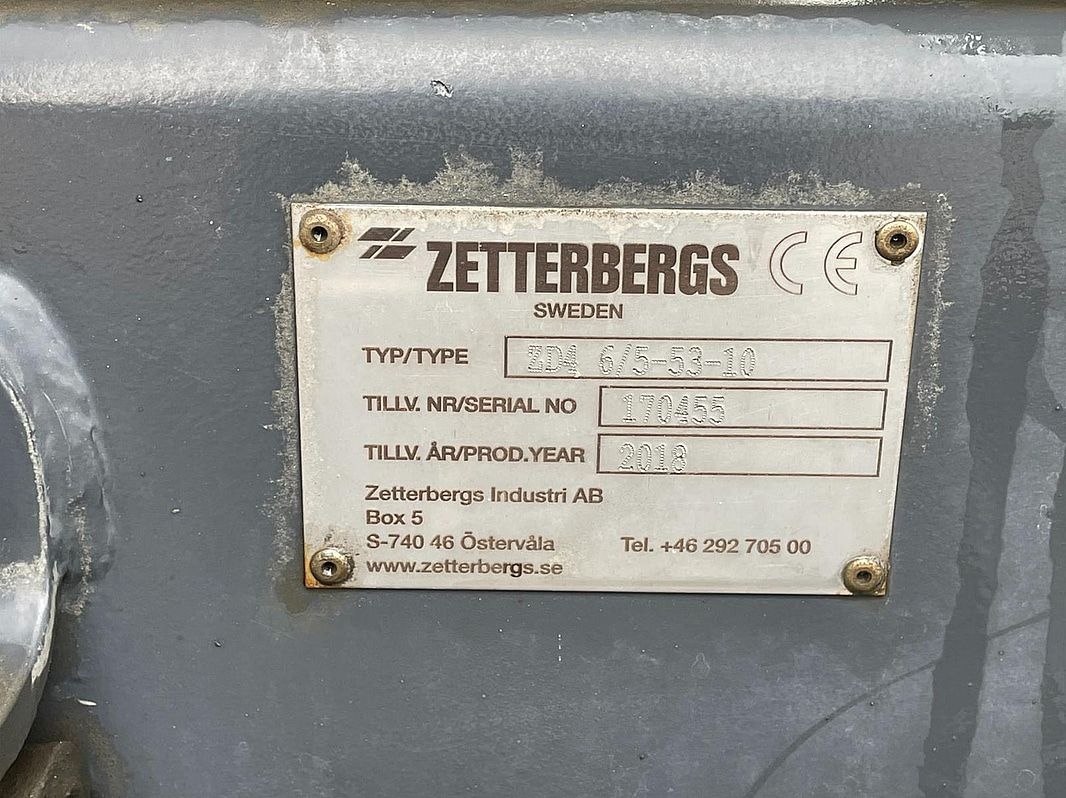 ZETTERBERGS CE
SWEDEN
TYP/TYPE ZD4 6/5-53-10
TILLV. NR/SERIAL NO 170455
TILLV. ÅR/PROD.YEAR 2018
Zetterbergs Industri AB
Box 5
S-740 46 Östervåla Tel. +46 292 705 00
www.zetterbergs.se